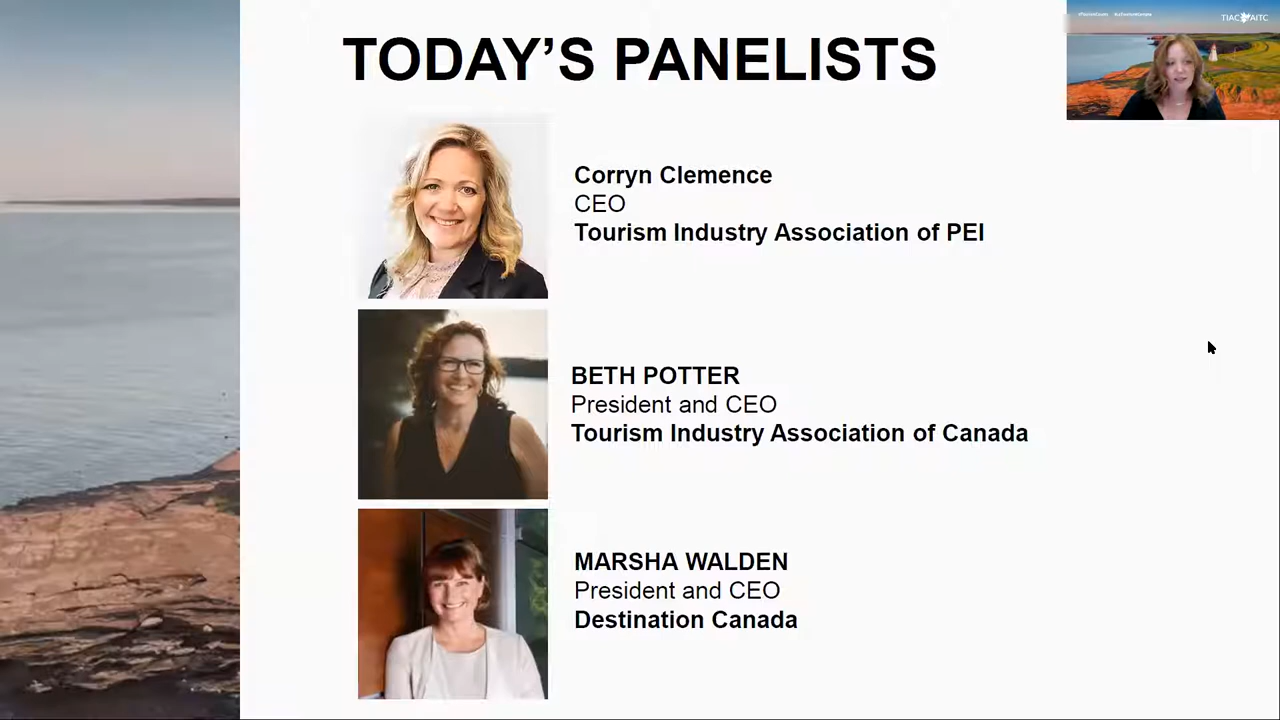 TODAY'S PANELISTS
TIAC AITC
Corryn Clemence
CEO
Tourism Industry Association of PEI
BETH POTTER
President and CEO
Tourism Industry Association of Canada
MARSHA WALDEN
President and CEO
Destination Canada